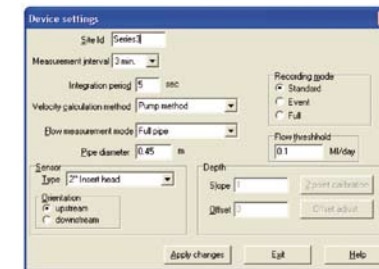 Device settings
Site Id Series3
Measurement interval 3 min.
Integration period 5 sec
Velocity calculation method Pump method
Flow measurement mode Full pipe
Pipe diameter 0.45 m
Recording mode
Standard
Event
Full
Flow threshhold
0.1 Ml/day
Sensor
Type 2" Insert head
Orientation
upstream
downstream
Depth
Slope 1 2 point calibration
Offset 0 Offset adjust
Apply changes Exit Help